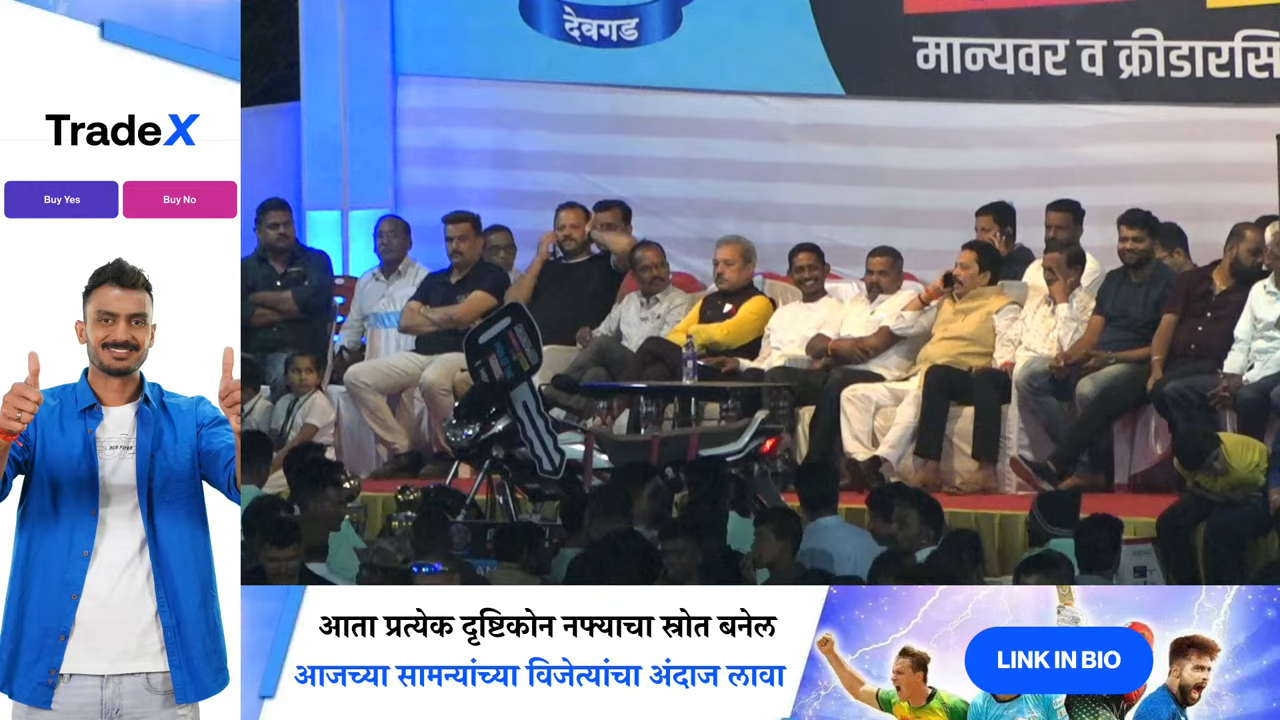 TradeX
Buy Yes
Buy No
देवगड
मान्यवर व क्रीडारसि
आता प्रत्येक दृष्टिकोन नफ्याचा स्रोत बनेल
आजच्या सामन्यांच्या विजेत्यांचा अंदाज लावा
LINK IN BIO